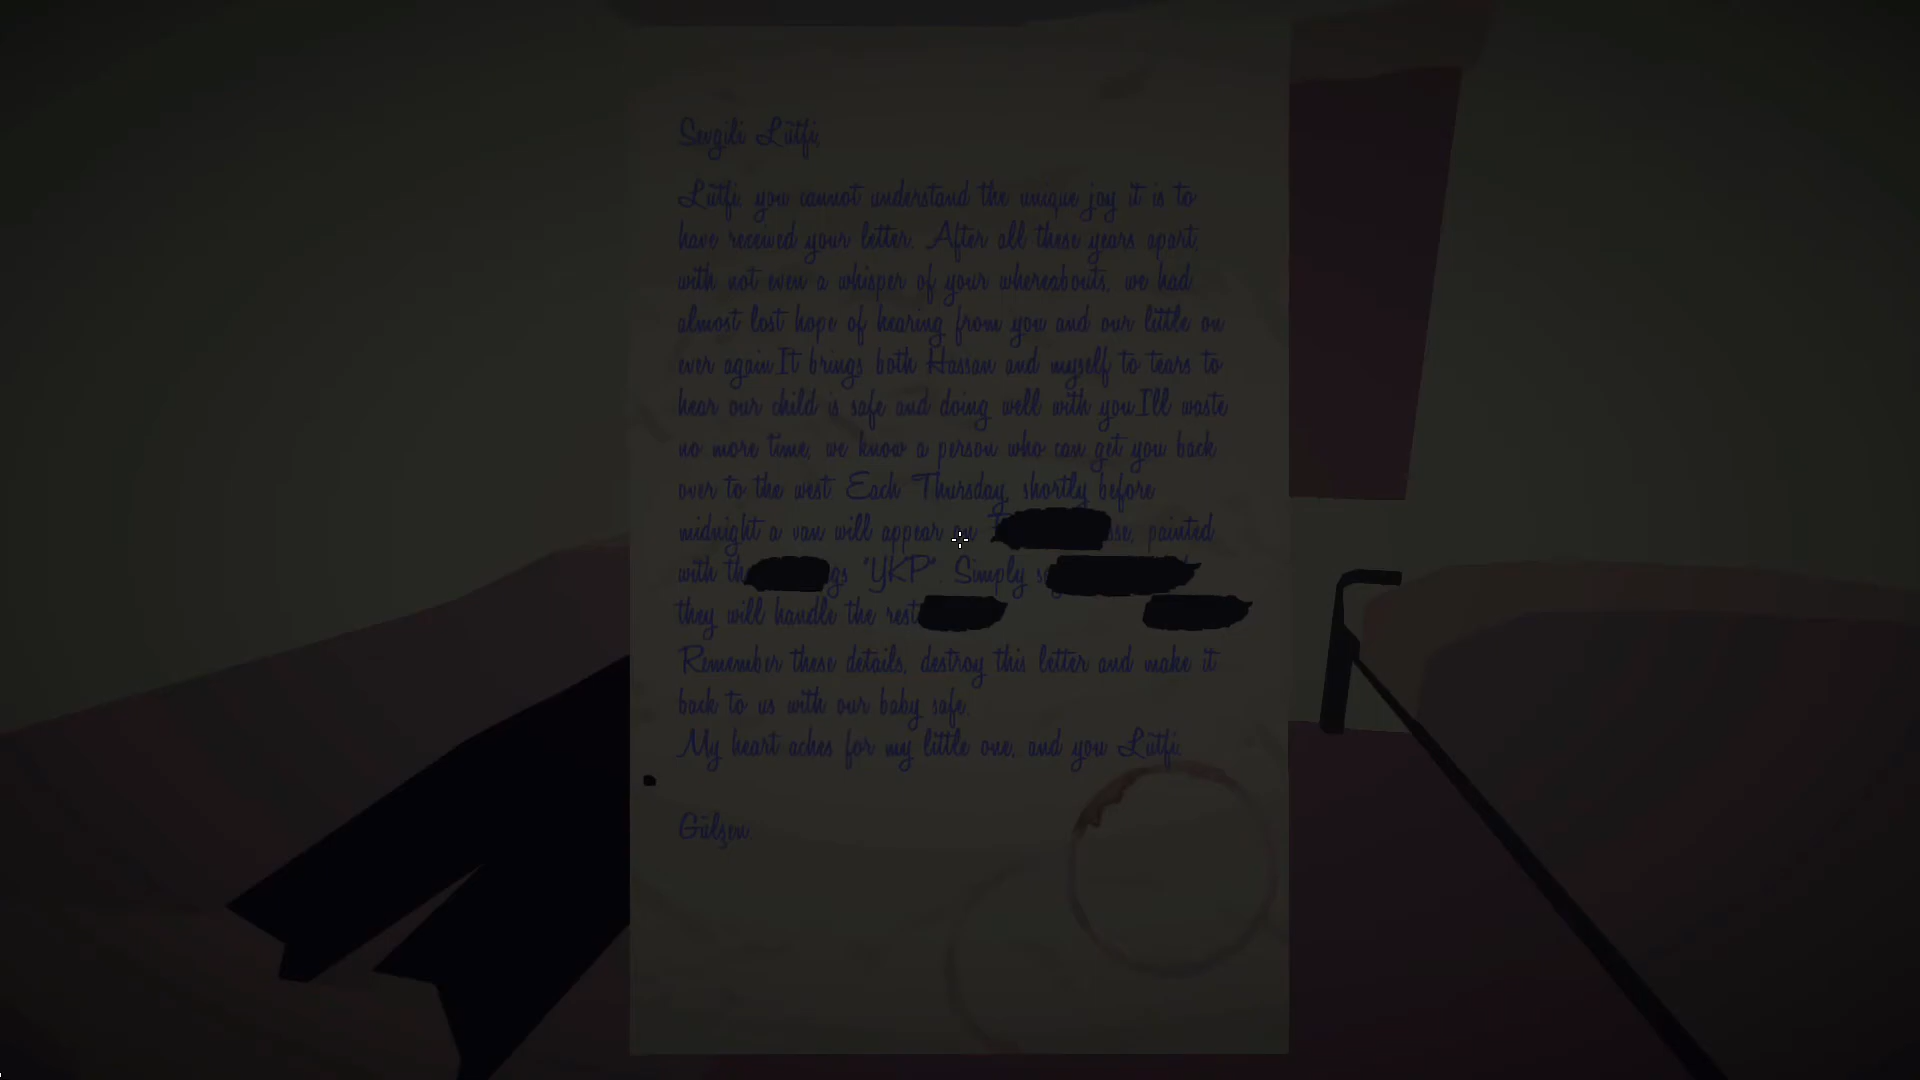 Sevgili Lütfi,
Lütfi, you cannot understand the unique joy it is to
have received your letter. After all these years apart,
with not even a whisper of your whereabouts, we had
almost lost hope of hearing from you and our little on
ever again.It brings both Hassan and myself to tears to
hear our child is safe and doing well with you.I'll waste
no more time, we know a person who can get you back
over to the west. Each Thursday, shortly before
midnight a van will appear on painted
with "YKP". Simply
they will handle the rest
Remember these details, destroy this letter and make it
back to us with our baby safe.
My heart aches for my little one, and you Lütfi.
Gülşen.